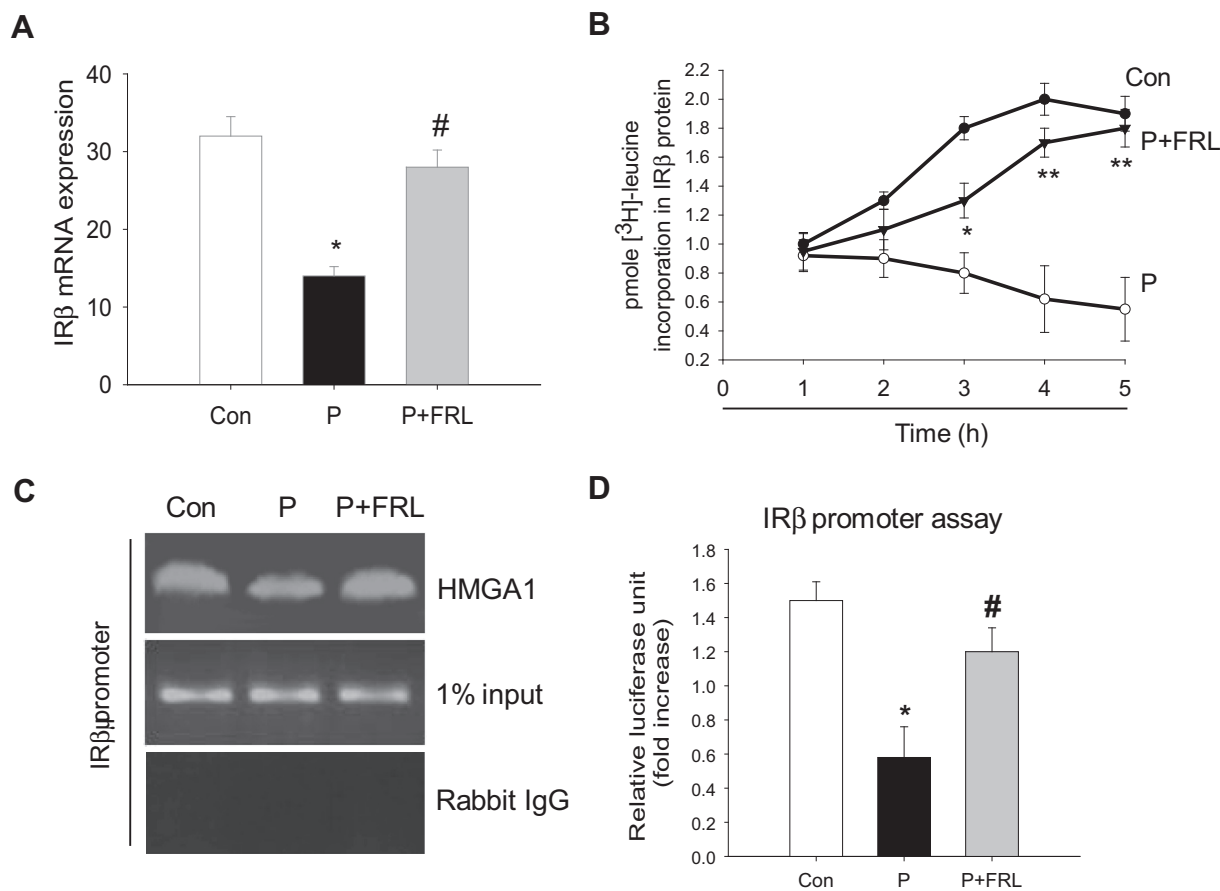 A
IRβ mRNA expression
40
30
20
10
0
*
#
Con
P
P+FRL
B
pmole [³H]-leucine
incorporation in IRβ protein
2.2
2.0
1.8
1.6
1.4
1.2
1.0
0.8
0.6
0.4
0.2
Con
P+FRL
P
*
**
**
0
1
2
3
4
5
Time (h)
C
Con
P
P+FRL
IRβμpromoter
HMGA1
1% input
Rabbit IgG
D
IRβ promoter assay
Relative luciferase unit
(fold increase)
1.8
1.6
1.4
1.2
1.0
0.8
0.6
0.4
0.2
0.0
*
#
Con
P
P+FRL